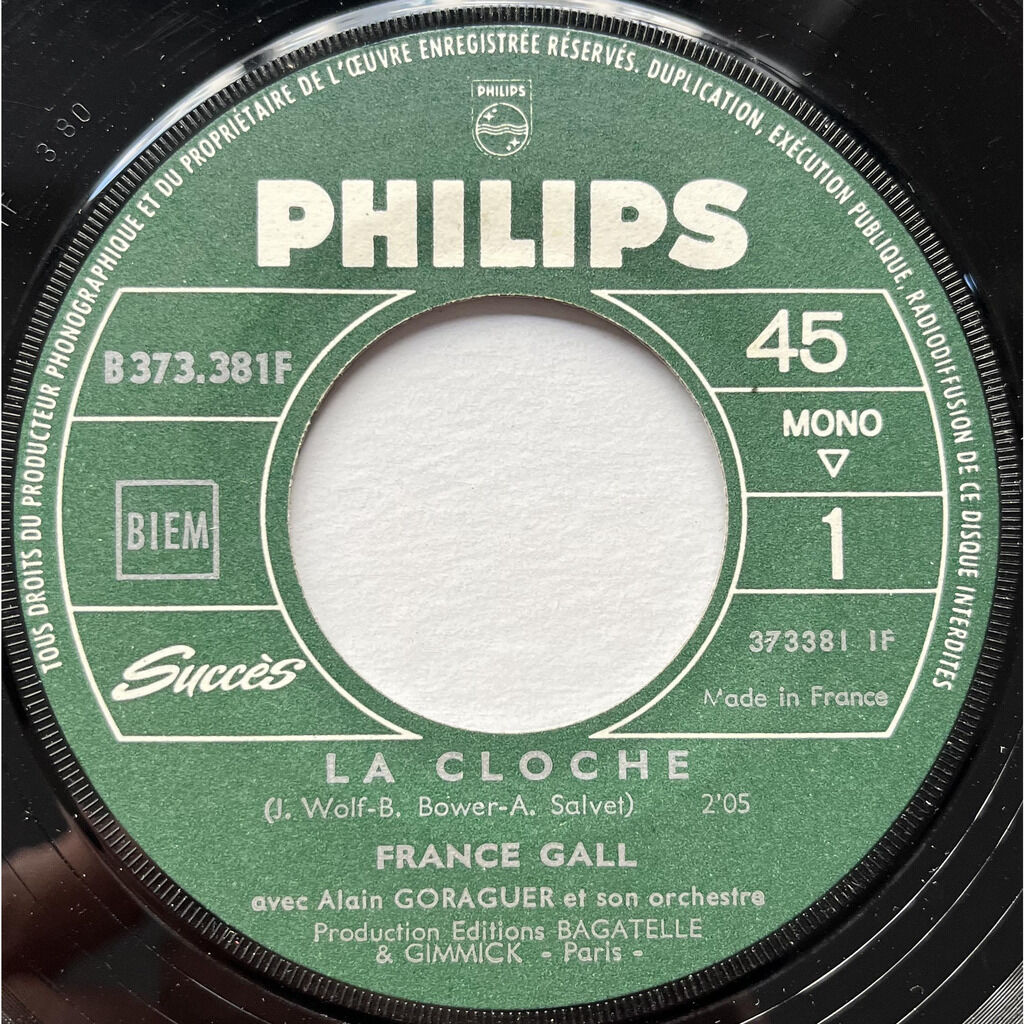 TOUS DROITS DU PRODUCTEUR PHONOGRAPHIQUE ET DU PROPRIÉTAIRE DE L'ŒUVRE ENREGISTRÉE RÉSERVÉS. DUPLICATION, EXÉCUTION PUBLIQUE, RADIODIFFUSION DE CE DISQUE INTERDITES
380
PHILIPS
PHILIPS
B 373.381F
BIEM
Succès
45
MONO
1
373381 1F
Made in France
LA CLOCHE
(J. Wolf-B. Bower-A. Salvet) 2'05
FRANCE GALL
avec Alain GORAGUER et son orchestre
Production Editions BAGATELLE
& GIMMICK - Paris -